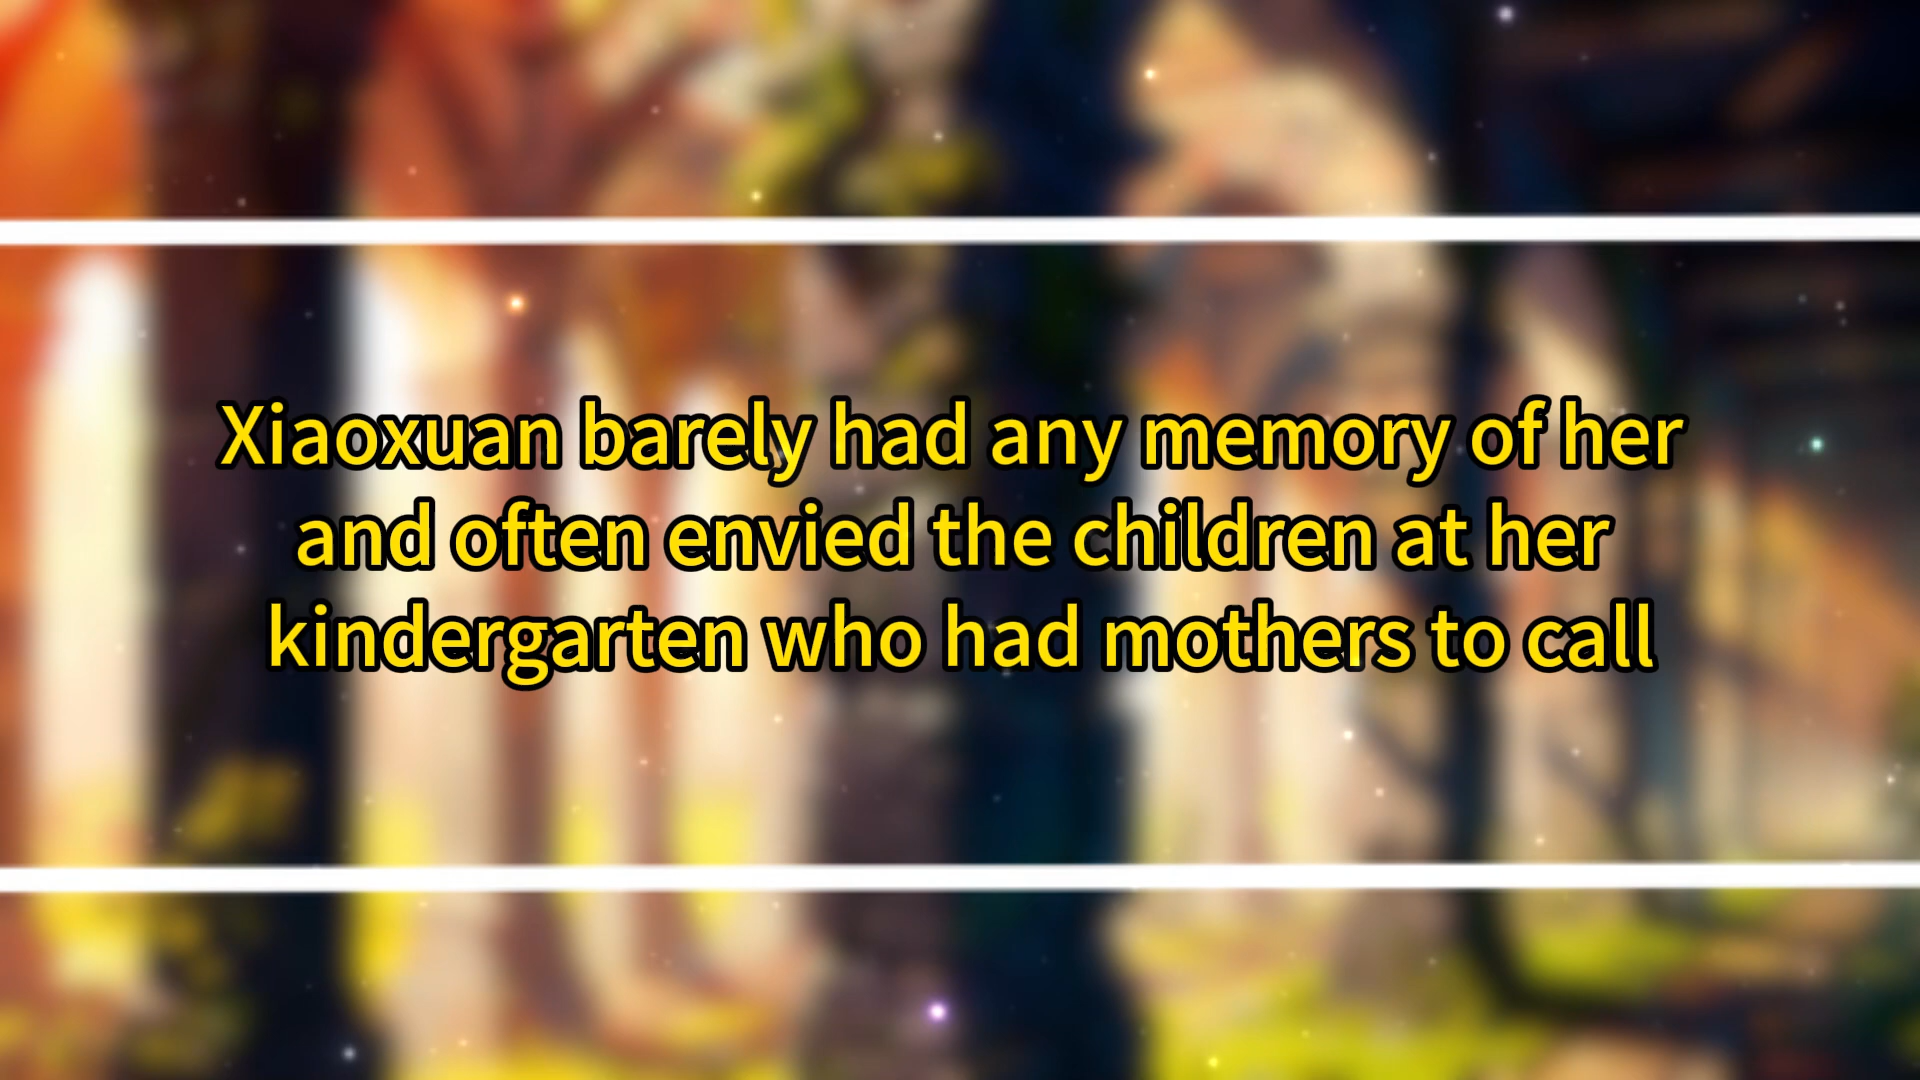 Xiaoxuan barely had any memory of her
and often envied the children at her
kindergarten who had mothers to call